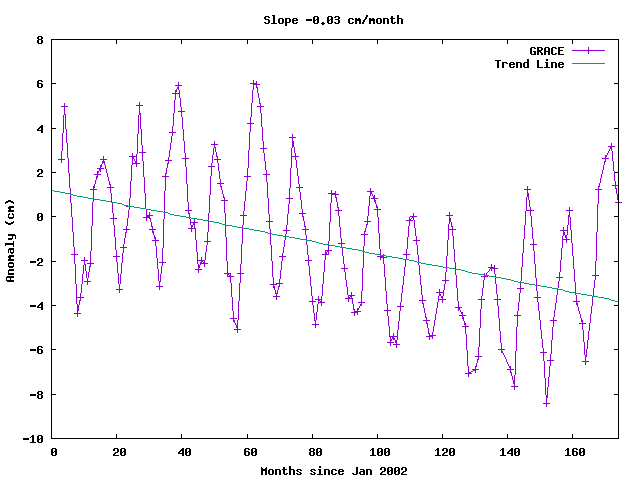 Slope -0.03 cm/month
GRACE
Trend Line
8
6
4
2
0
-2
-4
-6
-8
-10
Anomaly (cm)
0 20 40 60 80 100 120 140 160
Months since Jan 2002